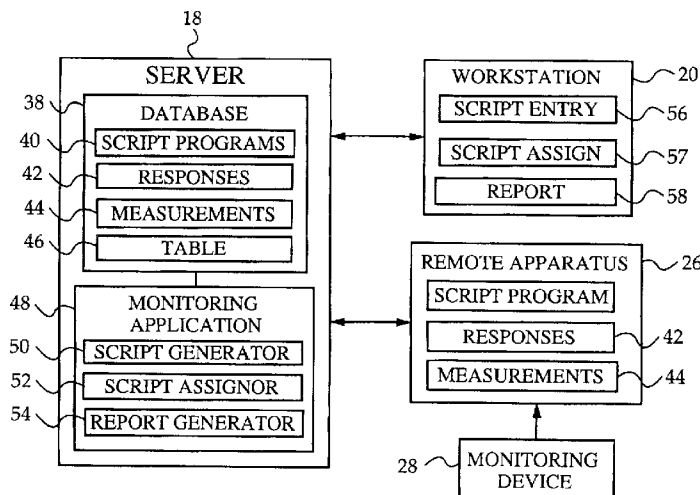 18
SERVER
38
DATABASE
40
SCRIPT PROGRAMS
42
RESPONSES
44
MEASUREMENTS
46
TABLE
48
MONITORING
APPLICATION
50
SCRIPT GENERATOR
52
SCRIPT ASSIGNOR
54
REPORT GENERATOR
WORKSTATION
20
SCRIPT ENTRY
56
SCRIPT ASSIGN
57
REPORT
58
REMOTE APPARATUS
26
SCRIPT PROGRAM
RESPONSES
42
MEASUREMENTS
44
28
MONITORING
DEVICE